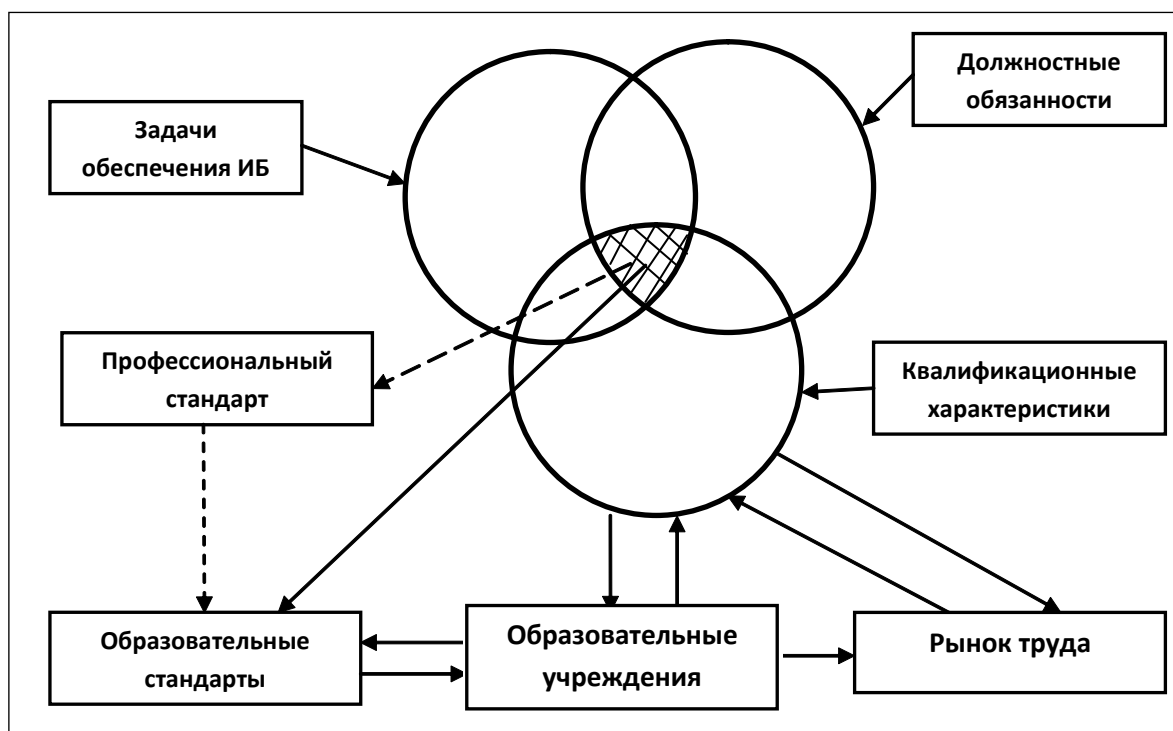 Должностные
обязанности
Задачи
обеспечения ИБ
Профессиональный
стандарт
Квалификационные
характеристики
Образовательные
стандарты
Образовательные
учреждения
Рынок труда